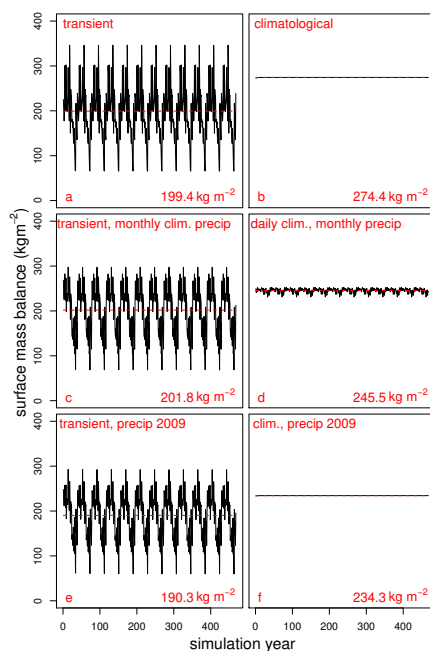 transient
climatological
400
300
200
100
0
a
199.4 kg m⁻²
b
274.4 kg m⁻²
transient, monthly clim. precip
daily clim., monthly precip
400
300
200
100
0
c
201.8 kg m⁻²
d
245.5 kg m⁻²
surface mass balance (kgm⁻²)
transient, precip 2009
clim., precip 2009
400
300
200
100
0
e
190.3 kg m⁻²
f
234.3 kg m⁻²
0 100 200 300 400
0 100 200 300 400
simulation year